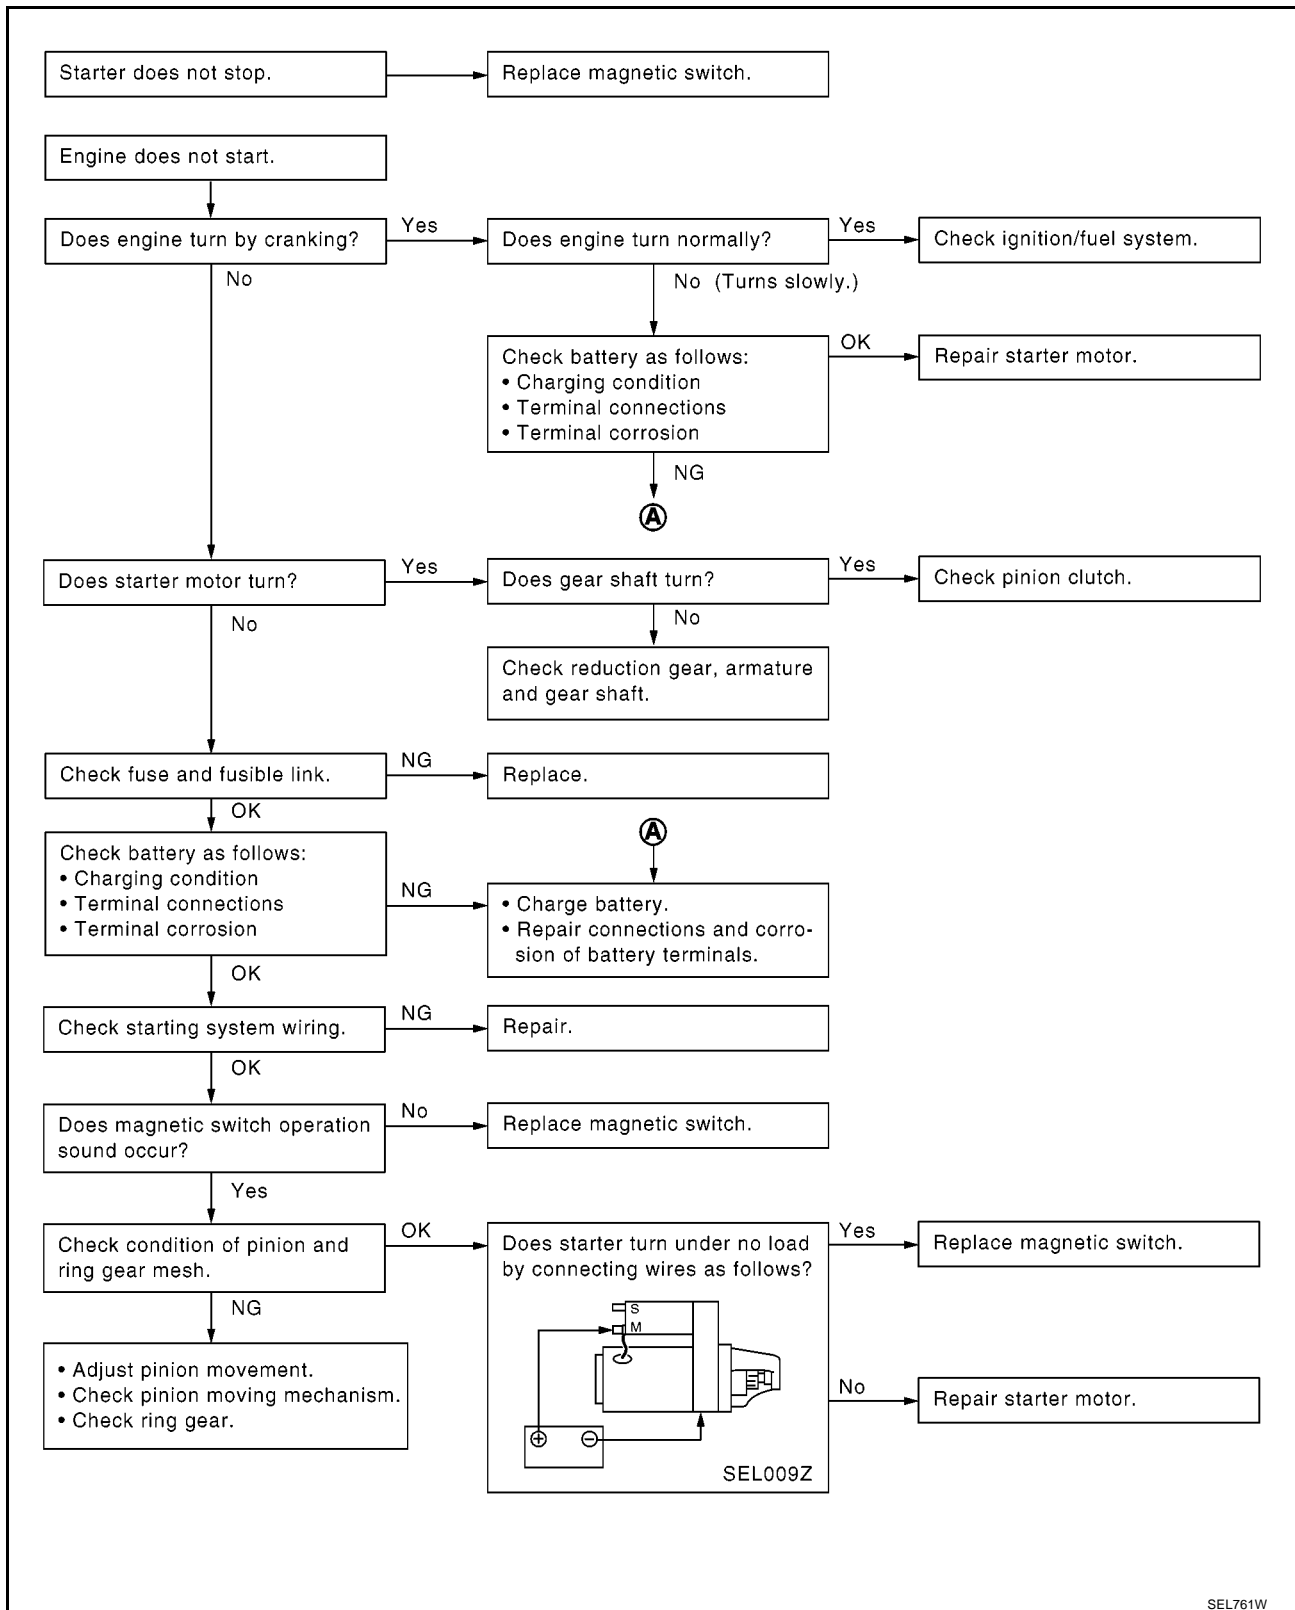 Starter does not stop.
Replace magnetic switch.
Engine does not start.
Does engine turn by cranking?
Yes
Does engine turn normally?
Yes
Check ignition/fuel system.
No
No (Turns slowly.)
Check battery as follows:
• Charging condition
• Terminal connections
• Terminal corrosion
OK
Repair starter motor.
NG
A
Does starter motor turn?
Yes
Does gear shaft turn?
Yes
Check pinion clutch.
No
No
Check reduction gear, armature
and gear shaft.
Check fuse and fusible link.
NG
Replace.
OK
A
Check battery as follows:
• Charging condition
• Terminal connections
• Terminal corrosion
NG
• Charge battery.
• Repair connections and corro-
sion of battery terminals.
OK
Check starting system wiring.
NG
Repair.
OK
Does magnetic switch operation
sound occur?
No
Replace magnetic switch.
Yes
Check condition of pinion and
ring gear mesh.
OK
Does starter turn under no load
by connecting wires as follows?
Yes
Replace magnetic switch.
NG
S
M
• Adjust pinion movement.
• Check pinion moving mechanism.
• Check ring gear.
No
Repair starter motor.
+ −
SEL009Z
SEL761W